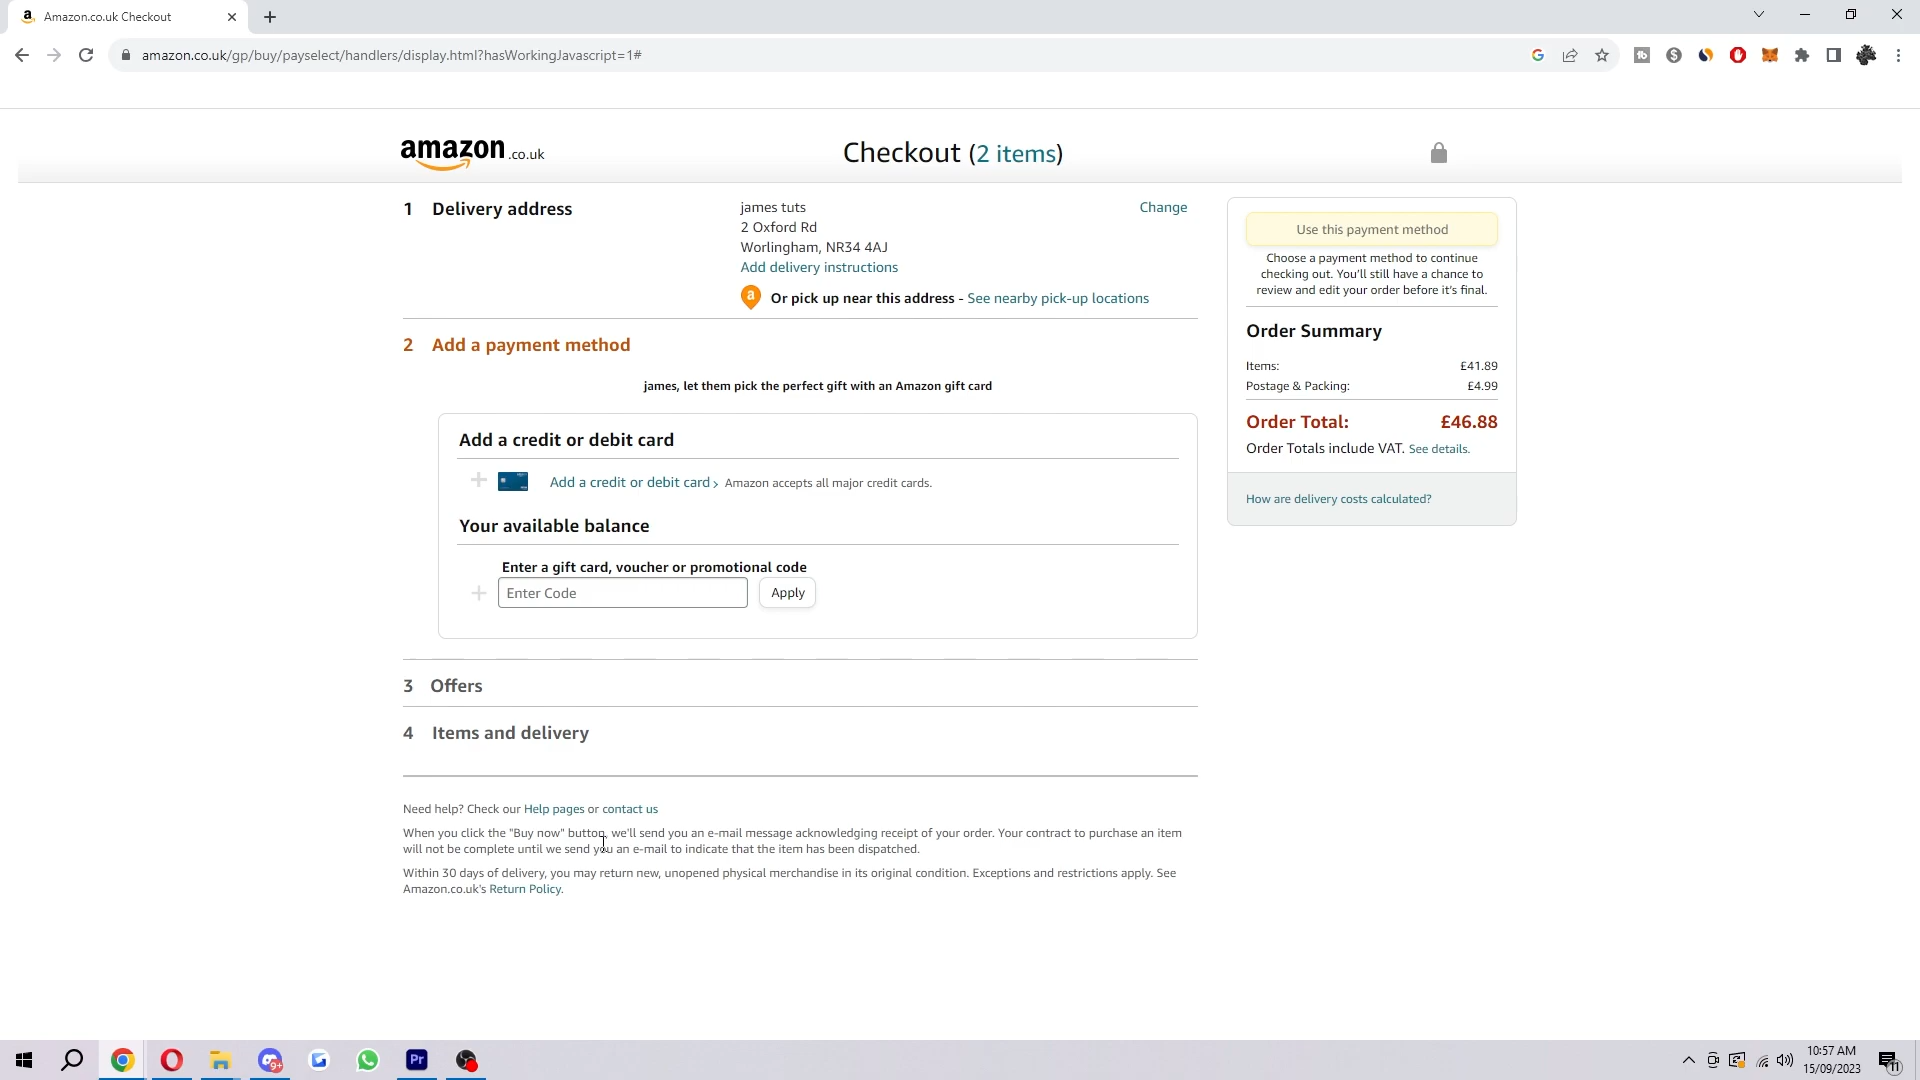 Amazon.co.uk Checkout
amazon.co.uk/gp/buy/payselect/handlers/display.html?hasWorkingJavascript=1#
amazon.co.uk
Checkout (2 items)
1 Delivery address
james tuts
2 Oxford Rd
Worlingham, NR34 4AJ
Add delivery instructions
Change
Or pick up near this address - See nearby pick-up locations
2 Add a payment method
james, let them pick the perfect gift with an Amazon gift card
Add a credit or debit card
Add a credit or debit card › Amazon accepts all major credit cards.
Your available balance
Enter a gift card, voucher or promotional code
Enter Code
Apply
3 Offers
4 Items and delivery
Need help? Check our Help pages or contact us
When you click the "Buy now" button, we'll send you an e-mail message acknowledging receipt of your order. Your contract to purchase an item
will not be complete until we send you an e-mail to indicate that the item has been dispatched.
Within 30 days of delivery, you may return new, unopened physical merchandise in its original condition. Exceptions and restrictions apply. See
Amazon.co.uk's Return Policy.
Use this payment method
Choose a payment method to continue
checking out. You'll still have a chance to
review and edit your order before it's final.
Order Summary
Items: £41.89
Postage & Packing: £4.99
Order Total: £46.88
Order Totals include VAT. See details.
How are delivery costs calculated?
9+
Pr
10:57 AM
15/09/2023
11